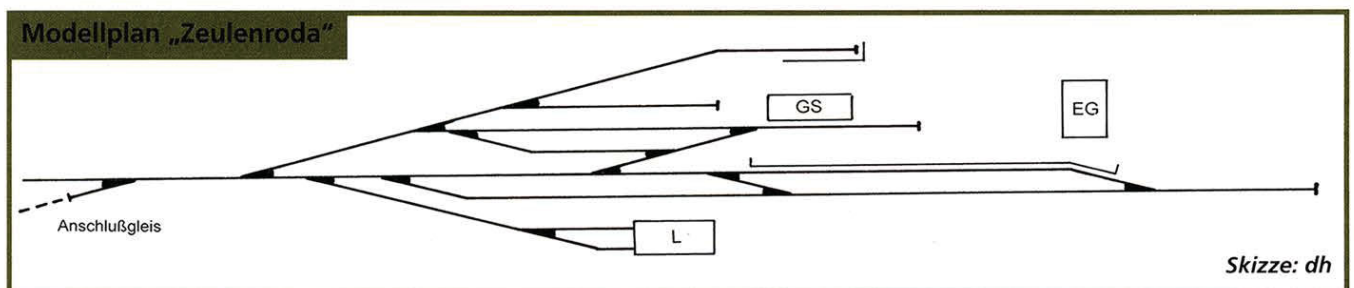 Modellplan „Zeulenroda“
GS
EG
Anschlußgleis
L
Skizze: dh